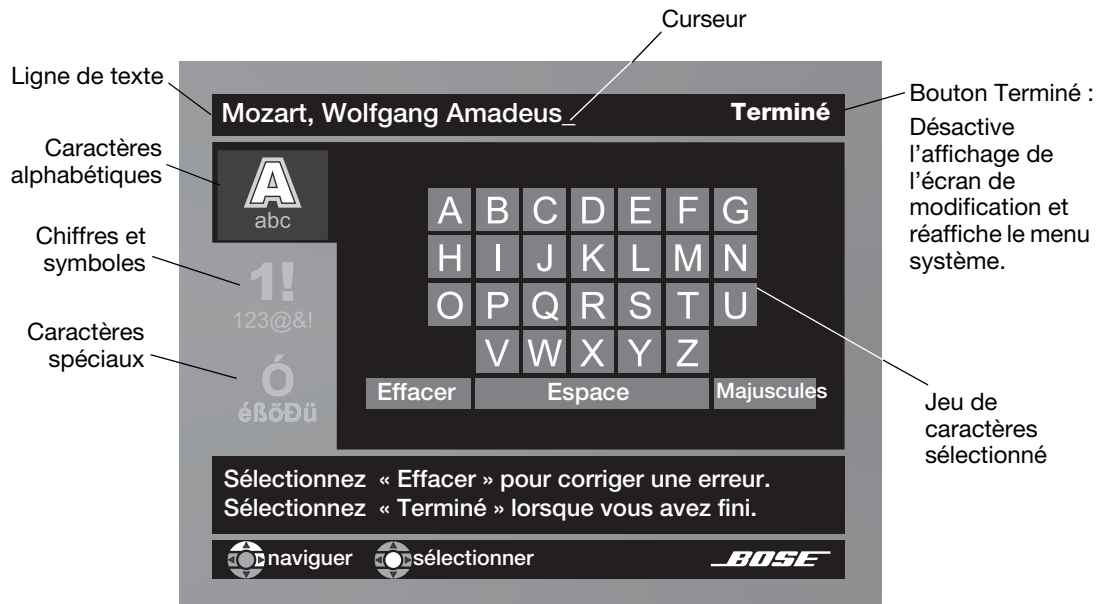 Curseur
Ligne de texte
Mozart, Wolfgang Amadeus_
Terminé
Bouton Terminé :
Désactive
l'affichage de
l'écran de
modification et
réaffiche le menu
système.
Caractères
alphabétiques
A
abc
Chiffres et
symboles
1!
123@&!
Caractères
spéciaux
Ó
éßõÐü
A B C D E F G
H I J K L M N
O P Q R S T U
V W X Y Z
Effacer Espace Majuscules
Jeu de
caractères
sélectionné
Sélectionnez « Effacer » pour corriger une erreur.
Sélectionnez « Terminé » lorsque vous avez fini.
naviguer sélectionner BOSE